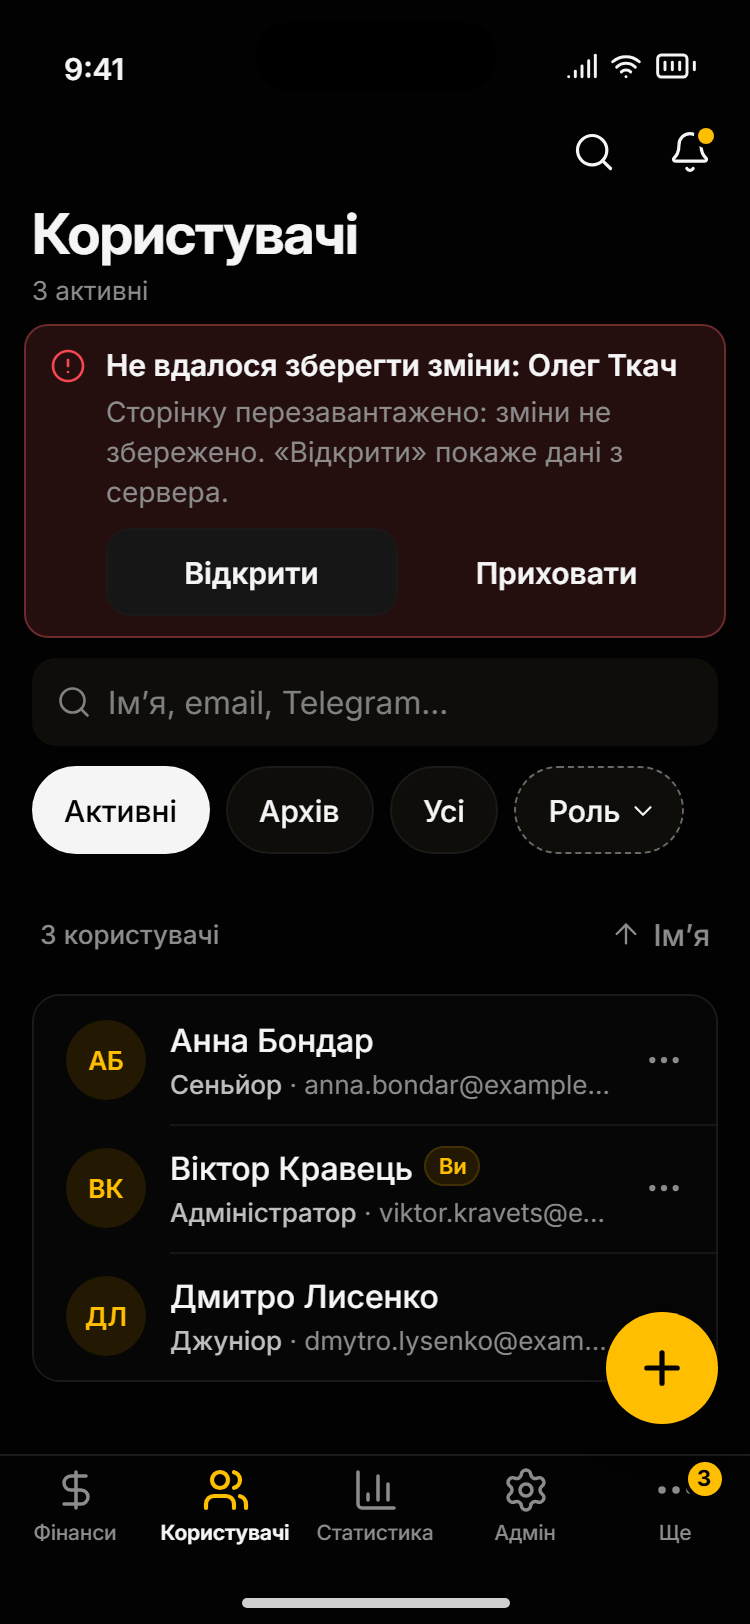 9:41
Користувачі
3 активні
Не вдалося зберегти зміни: Олег Ткач
Сторінку перезавантажено: зміни не
збережено. «Відкрити» покаже дані з
сервера.
Відкрити
Приховати
Ім’я, email, Telegram...
Активні
Архів
Усі
Роль
3 користувачі
Ім’я
АБ
Анна Бондар
Сеньйор · anna.bondar@example...
ВК
Віктор Кравець Ви
Адміністратор · viktor.kravets@e...
ДЛ
Дмитро Лисенко
Джуніор · dmytro.lysenko@exam...
3
Фінанси
Користувачі
Статистика
Адмін
Ще